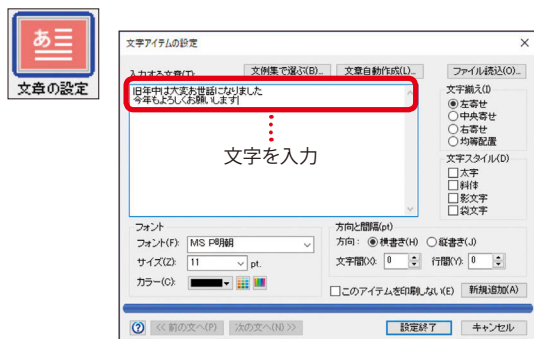 あ
文章の設定
文字アイテムの設定
入力する文章(T)
文例集で選ぶ(B)...
文章自動作成(L)...
ファイル読込(O)...
旧年中は大変お世話になりました
今年もよろしくお願いします
文字を入力
文字揃え(I)
左寄せ
中央寄せ
右寄せ
均等配置
文字スタイル(D)
太字
斜体
影文字
袋文字
フォント
フォント(F): MS P明朝
サイズ(Z): 11 pt.
カラー(C):
方向と間隔(pt)
方向: 横書き(H) 縦書き(J)
文字間(X): 0 行間(Y): 0
このアイテムを印刷しない(E)
新規追加(A)
<< 前の文へ(P)
次の文へ(N) >>
設定終了
キャンセル